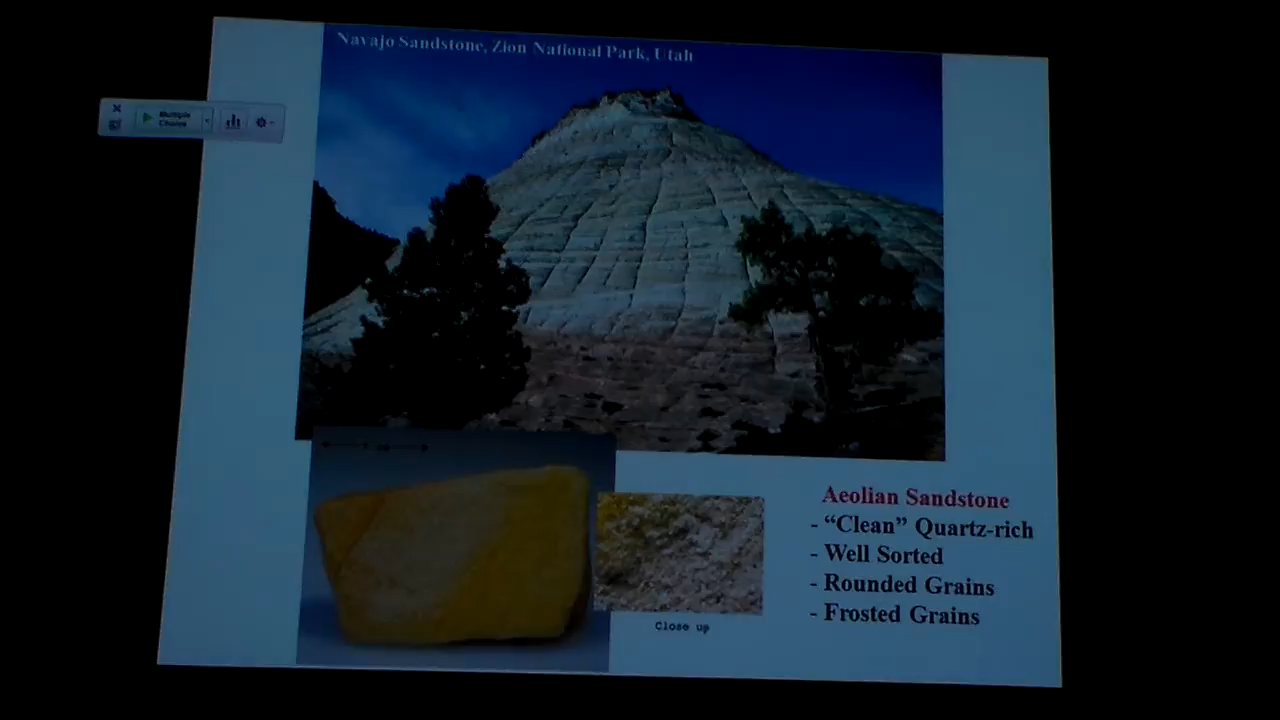 Navajo Sandstone, Zion National Park, Utah
Multiple
Choice
Aeolian Sandstone
- “Clean” Quartz-rich
- Well Sorted
- Rounded Grains
- Frosted Grains
Close up